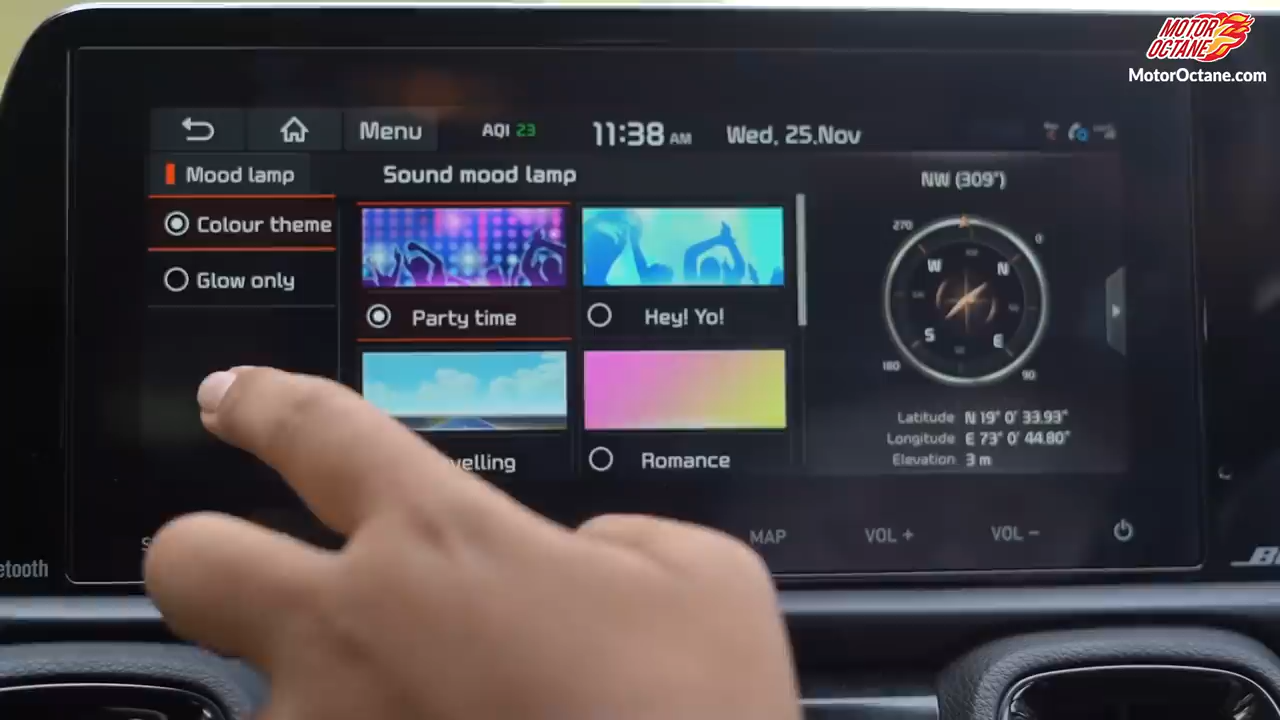 MOTOR
OCTANE
MotorOctane.com
Menu
AQI 23
11:38 AM
Wed, 25.Nov
Mood lamp
Sound mood lamp
Colour theme
Glow only
Party time
Hey! Yo!
velling
Romance
NW (309°)
270
0
W
N
S
E
180
90
Latitude N 19° 0' 33.93"
Longitude E 73° 0' 44.80"
Elevation 3 m
MAP
VOL +
VOL −
etooth